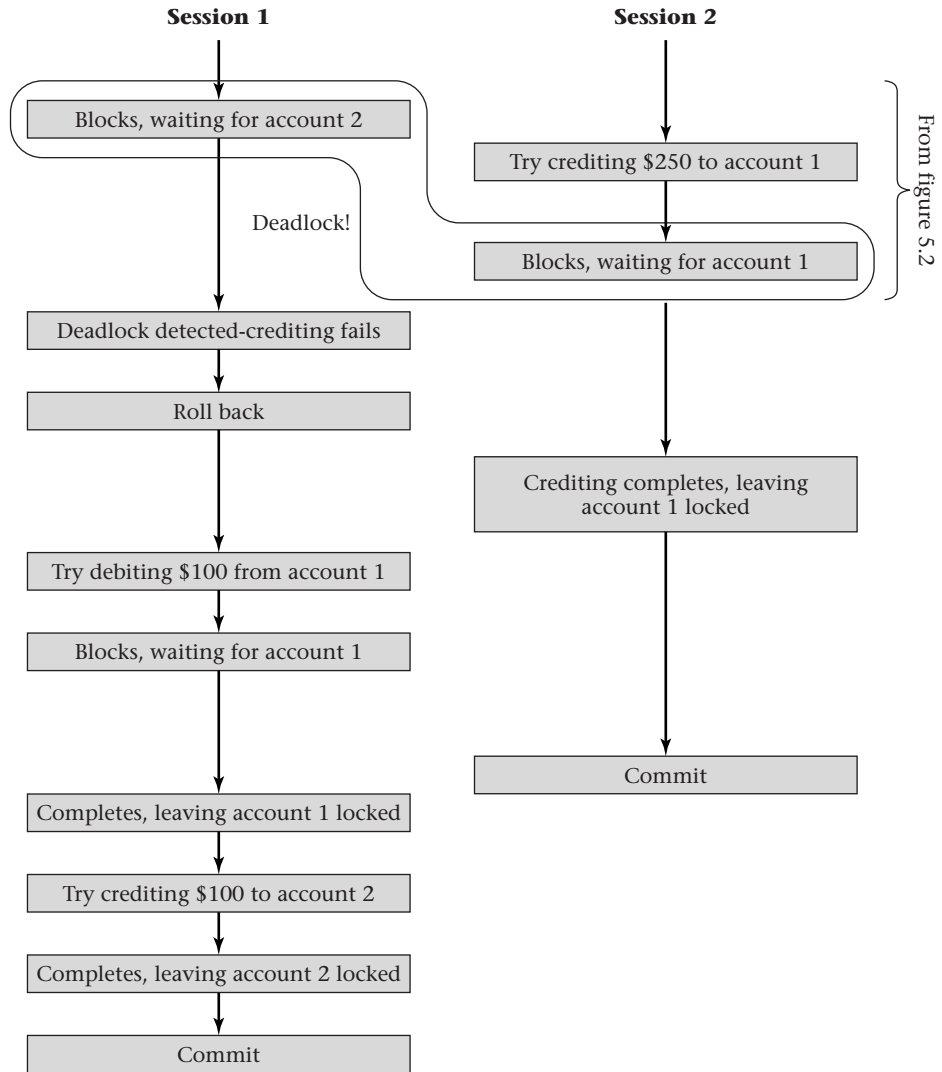 Session 1
Session 2
Blocks, waiting for account 2
Try crediting $250 to account 1
From figure 5.2
Deadlock!
Blocks, waiting for account 1
Deadlock detected-crediting fails
Roll back
Crediting completes, leaving
account 1 locked
Try debiting $100 from account 1
Blocks, waiting for account 1
Commit
Completes, leaving account 1 locked
Try crediting $100 to account 2
Completes, leaving account 2 locked
Commit